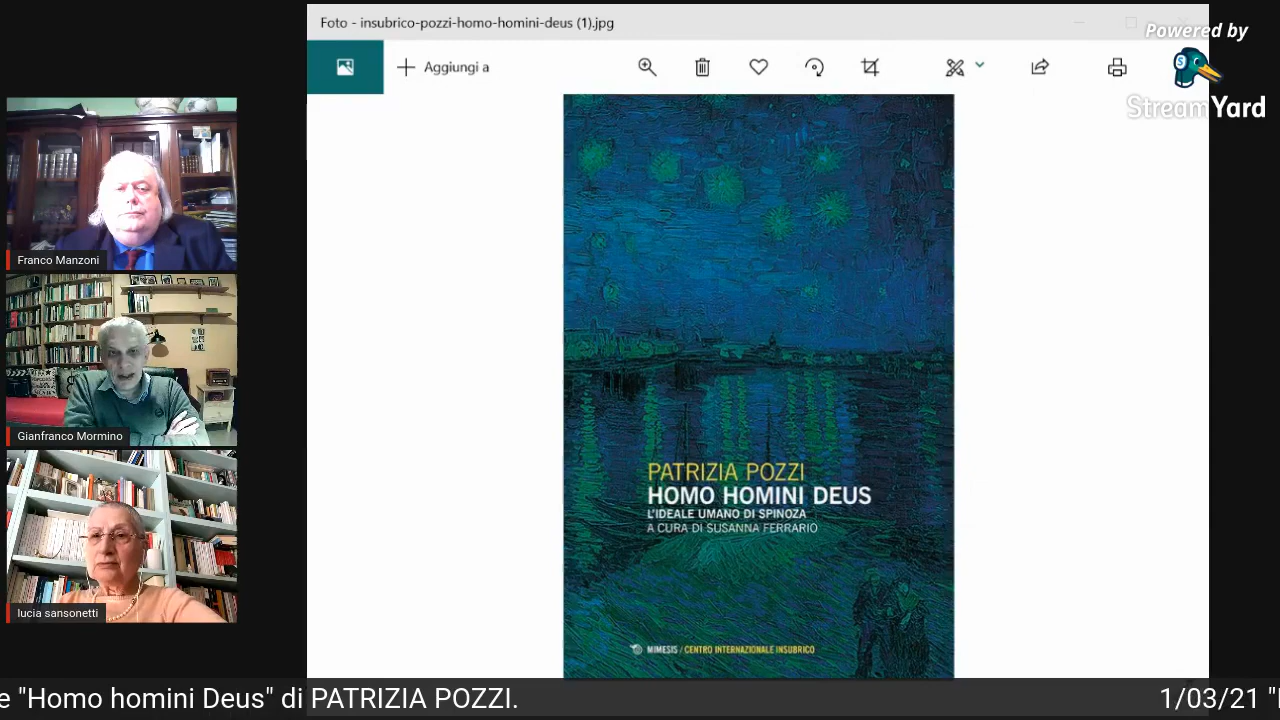 Foto - insubrico-pozzi-homo-homini-deus (1).jpg
Powered by
StreamYard
Aggiungi a
Franco Manzoni
Gianfranco Mormino
lucia sansonetti
PATRIZIA POZZI
HOMO HOMINI DEUS
L'IDEALE UMANO DI SPINOZA
A CURA DI SUSANNA FERRARIO
MIMESIS / CENTRO INTERNAZIONALE INSUBRICO
e "Homo homini Deus" di PATRIZIA POZZI.
1/03/21 "